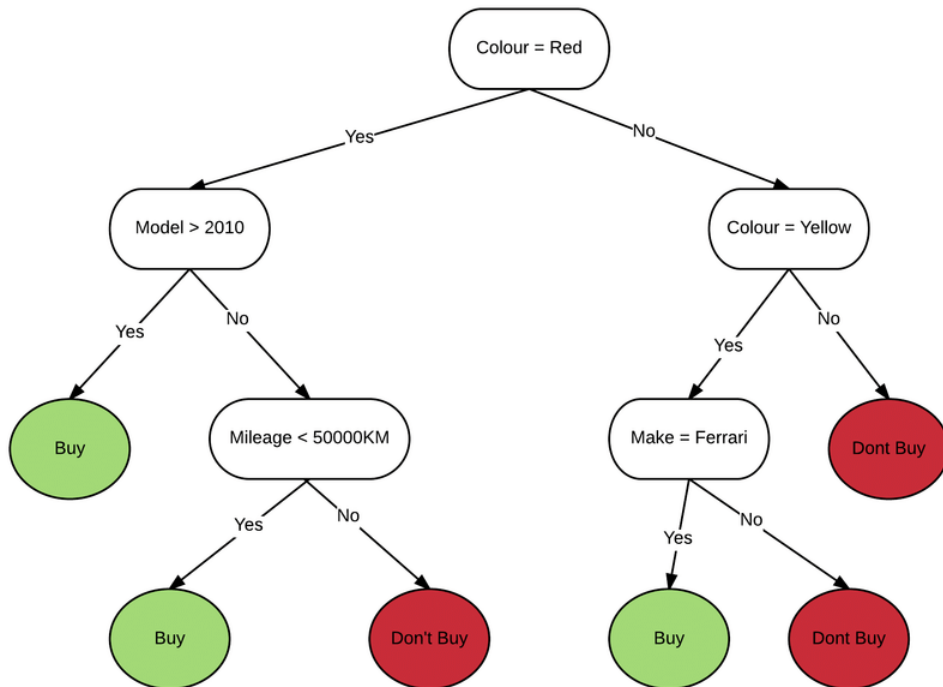 Colour = Red
Yes
No
Model > 2010
Colour = Yellow
Yes
No
Yes
No
Buy
Mileage < 50000KM
Make = Ferrari
Dont Buy
Yes
No
Yes
No
Buy
Don't Buy
Buy
Dont Buy